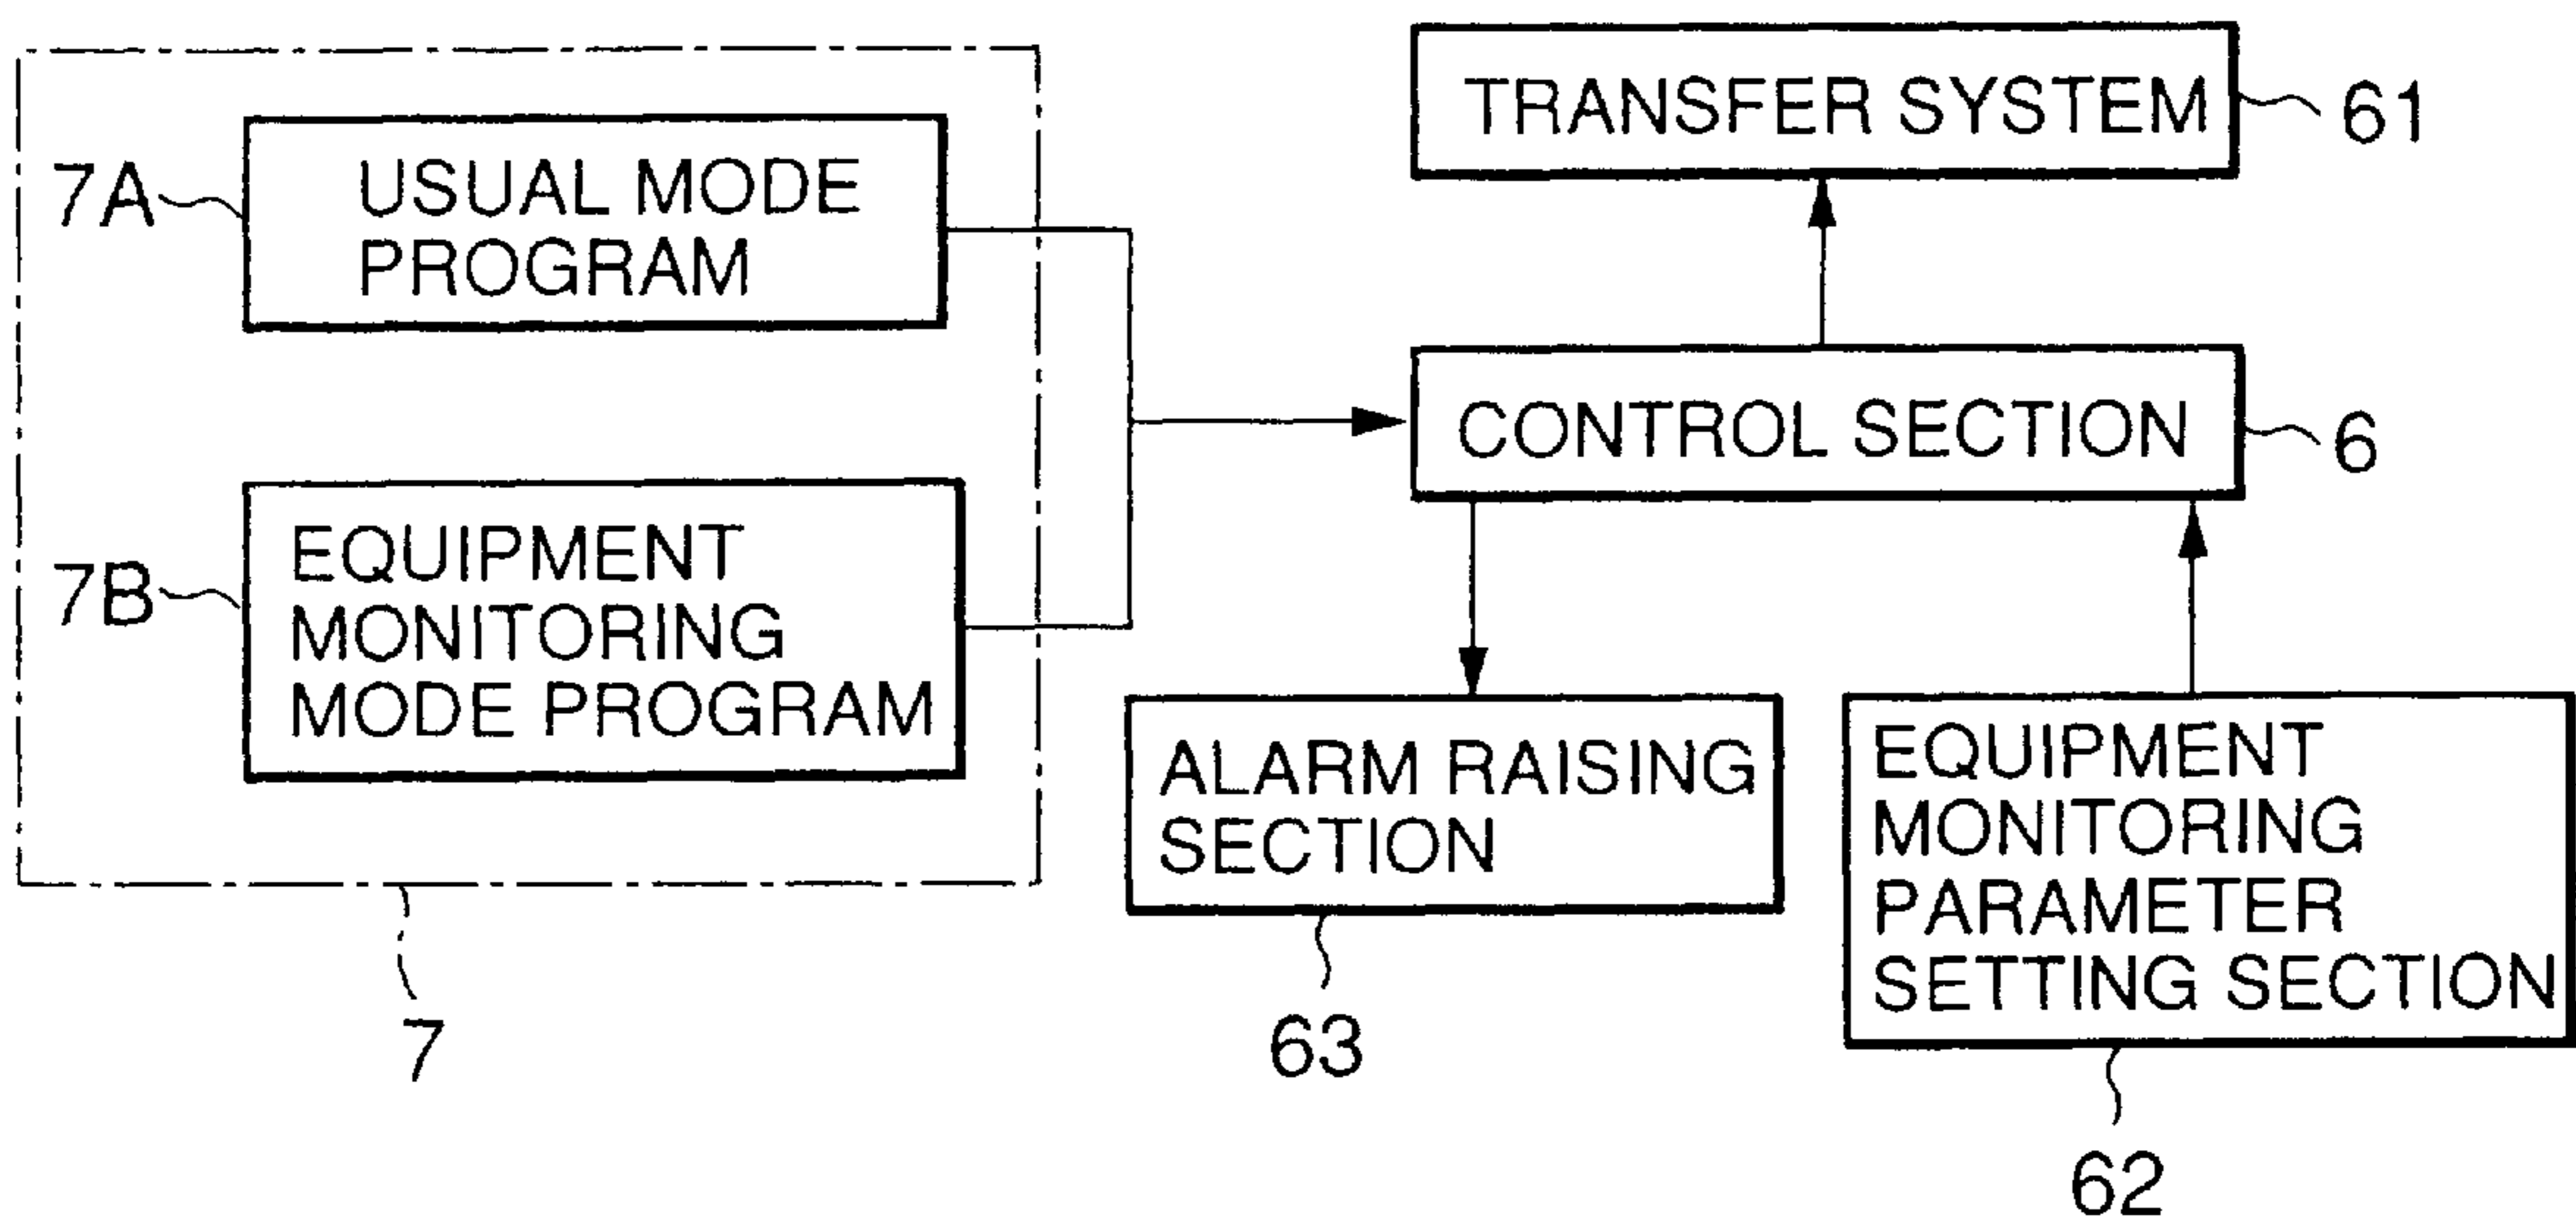 7A
USUAL MODE
PROGRAM
7B
EQUIPMENT
MONITORING
MODE PROGRAM
7
TRANSFER SYSTEM
61
CONTROL SECTION
6
ALARM RAISING
SECTION
63
EQUIPMENT
MONITORING
PARAMETER
SETTING SECTION
62